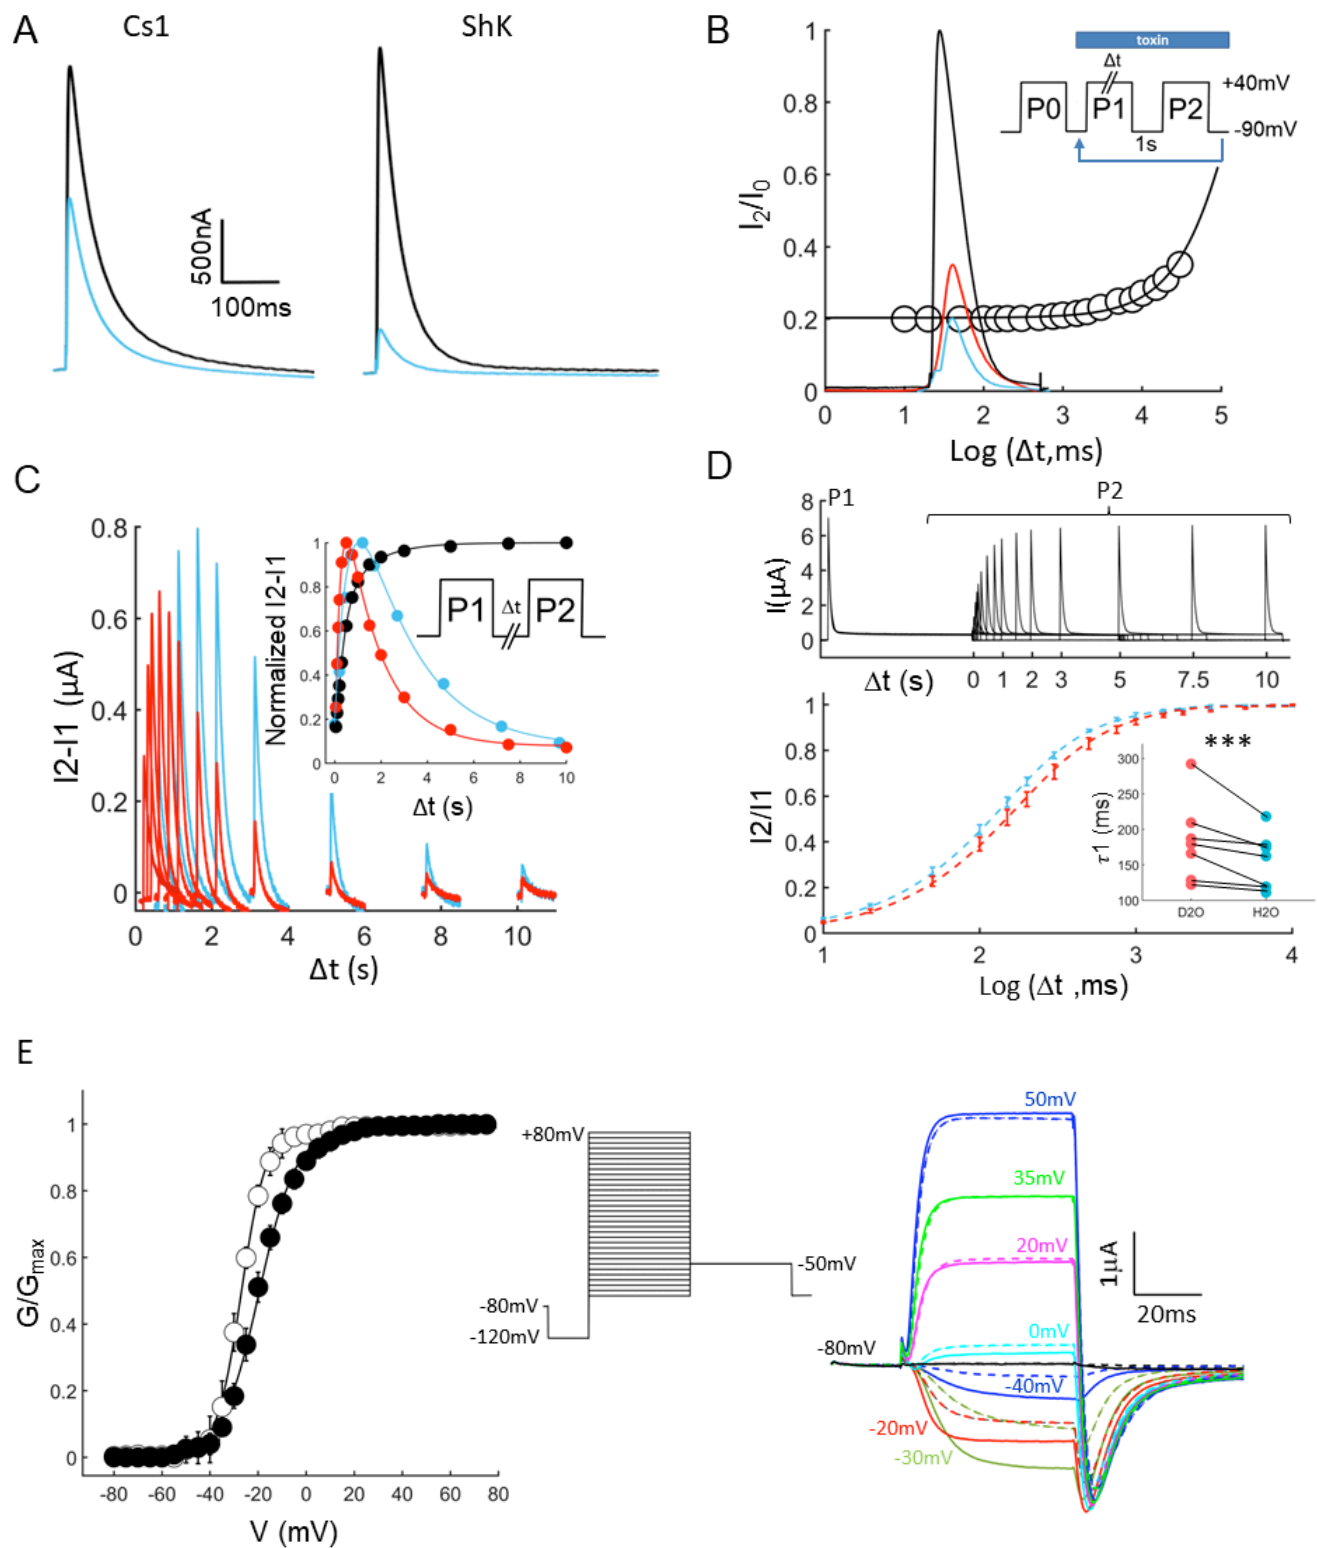 A
Cs1
ShK
500nA
100ms
B
1
0.8
0.6
0.4
0.2
0
I2/I0
0 1 2 3 4 5
Log (Δt,ms)
toxin
Δt
P0 P1 P2
+40mV
-90mV
1s
C
0.8
0.6
0.4
0.2
0
I2-I1 (μA)
0 2 4 6 8 10
Δt (s)
Normalized I2-I1
1
0.8
0.6
0.4
0.2
0
0 2 4 6 8 10
Δt (s)
P1 Δt P2
D
P1
P2
8
6
4
2
0
I(μA)
Δt (s) 0 1 2 3 5 7.5 10
1
0.8
0.6
0.4
0.2
0
I2/I1
1 2 3 4
Log (Δt ,ms)
***
300
250
200
150
100
τ1 (ms)
D2O H2O
E
1
0.8
0.6
0.4
0.2
0
G/Gmax
-80 -60 -40 -20 0 20 40 60 80
V (mV)
+80mV
-50mV
-80mV
-120mV
50mV
35mV
20mV
0mV
-80mV
-40mV
-20mV
-30mV
1μA
20ms